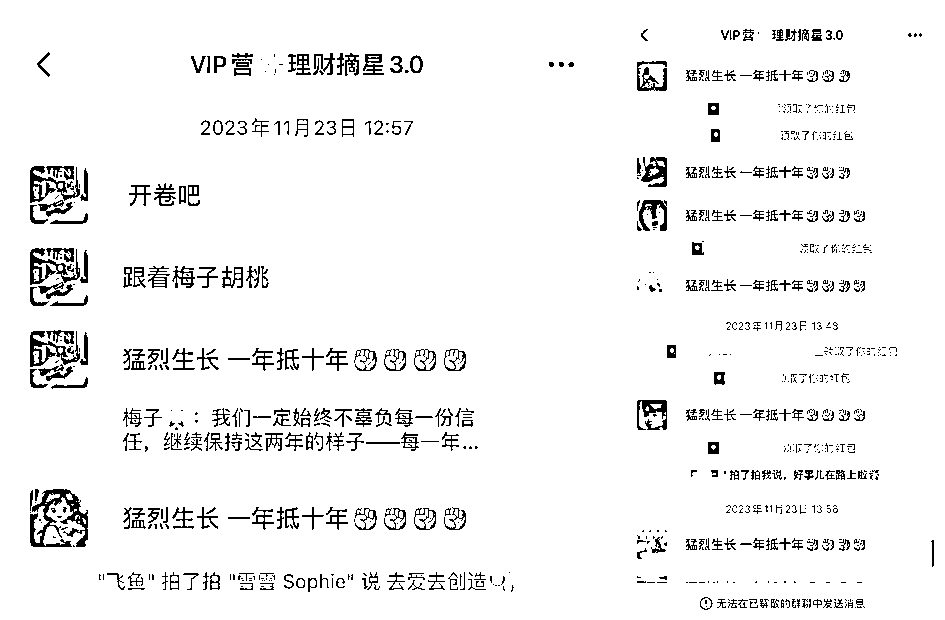 VIP营 理财摘星3.0
2023年11月23日 12:57
开卷吧
跟着梅子胡桃
猛烈生长 一年抵十年✊✊✊✊
梅子 ：我们一定始终不辜负每一份信
任，继续保持这两年的样子——每一年...
猛烈生长 一年抵十年✊✊✊✊
"飞鱼" 拍了拍 "雪雪 Sophie" 说 去爱去创造
VIP营 理财摘星3.0
猛烈生长 一年抵十年✊✊✊
领取了你的红包
领取了你的红包
猛烈生长 一年抵十年✊✊✊
猛烈生长 一年抵十年✊✊✊✊
领取了你的红包
猛烈生长 一年抵十年✊✊✊✊
2023年11月23日 13:43
领取了你的红包
领取了你的红包
猛烈生长 一年抵十年✊✊✊✊
领取了你的红包
" 拍了拍我说，好事儿在路上啦
2023年11月23日 13:56
猛烈生长 一年抵十年✊✊✊✊
无法在已解散的群聊中发送消息